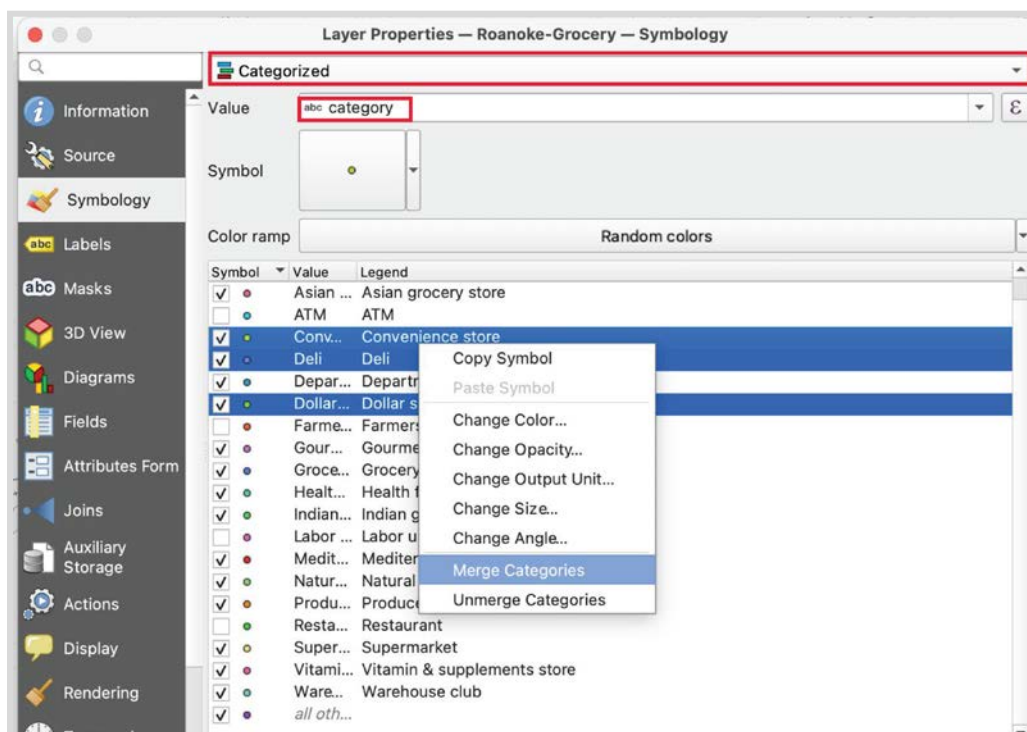 Layer Properties — Roanoke-Grocery — Symbology
Categorized
Information
Value
abc category
ε
Source
Symbol
Symbology
abc Labels
Color ramp
Random colors
abc Masks
Symbol Value Legend
Asian ... Asian grocery store
ATM ATM
3D View
Conv... Convenience store
Deli Deli
Copy Symbol
Diagrams
Depar... Departr
Paste Symbol
Dollar... Dollar s
Fields
Farme... Farmers
Change Color...
Gour... Gourme
Change Opacity...
Attributes Form
Groce... Grocery
Change Output Unit...
Healt... Health f
Joins
Indian... Indian g
Change Size...
Labor ... Labor u
Change Angle...
Auxiliary
Storage
Medit... Mediter
Merge Categories
Natur... Natural
Actions
Produ... Produce
Unmerge Categories
Resta... Restaurant
Display
Super... Supermarket
Vitami... Vitamin & supplements store
Rendering
Ware... Warehouse club
all oth...